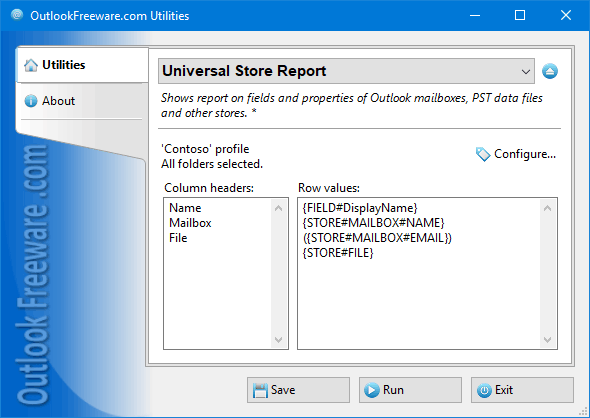 OutlookFreeware.com Utilities
Utilities
About
Outlook Freeware .com
Universal Store Report
Shows report on fields and properties of Outlook mailboxes, PST data files
and other stores. *
'Contoso' profile
All folders selected.
Configure...
Column headers:
Name
Mailbox
File
Row values:
{FIELD#DisplayName}
{STORE#MAILBOX#NAME}
({STORE#MAILBOX#EMAIL})
{STORE#FILE}
Save
Run
Exit